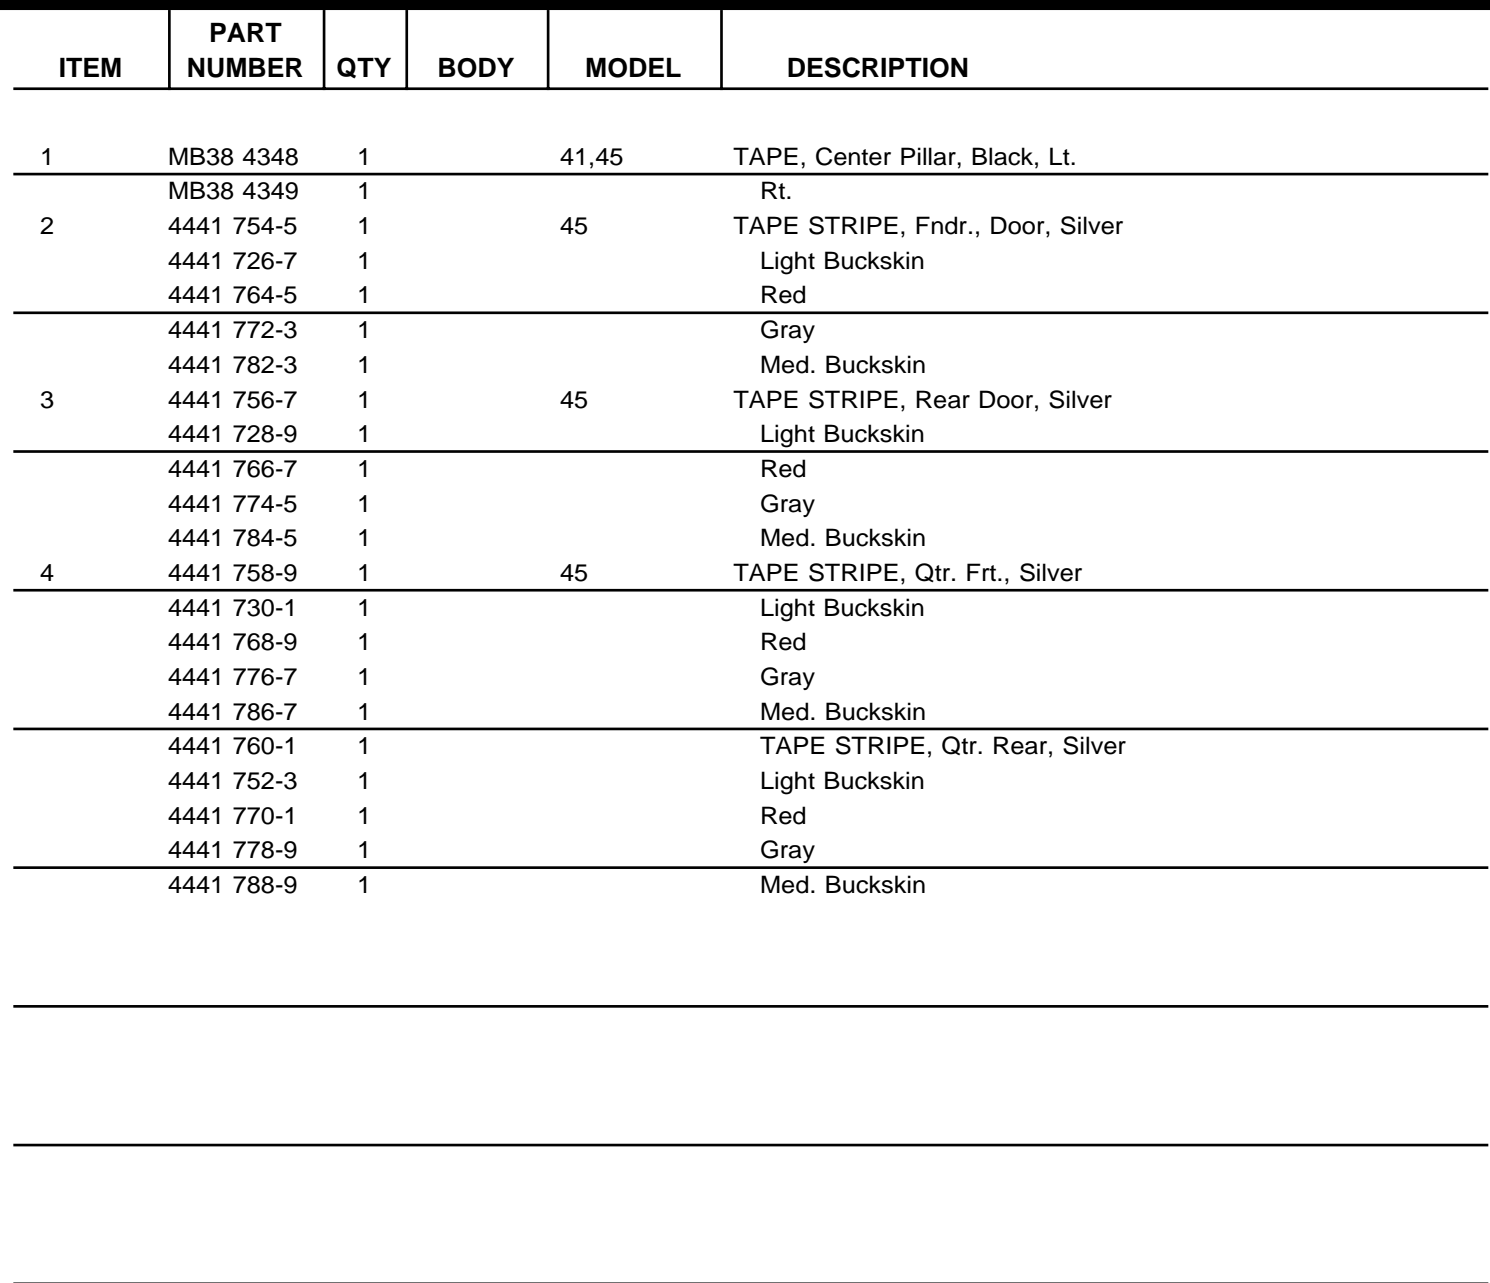 PART
ITEM NUMBER QTY BODY MODEL DESCRIPTION
1 MB38 4348 1 41,45 TAPE, Center Pillar, Black, Lt.
MB38 4349 1 Rt.
2 4441 754-5 1 45 TAPE STRIPE, Fndr., Door, Silver
4441 726-7 1 Light Buckskin
4441 764-5 1 Red
4441 772-3 1 Gray
4441 782-3 1 Med. Buckskin
3 4441 756-7 1 45 TAPE STRIPE, Rear Door, Silver
4441 728-9 1 Light Buckskin
4441 766-7 1 Red
4441 774-5 1 Gray
4441 784-5 1 Med. Buckskin
4 4441 758-9 1 45 TAPE STRIPE, Qtr. Frt., Silver
4441 730-1 1 Light Buckskin
4441 768-9 1 Red
4441 776-7 1 Gray
4441 786-7 1 Med. Buckskin
4441 760-1 1 TAPE STRIPE, Qtr. Rear, Silver
4441 752-3 1 Light Buckskin
4441 770-1 1 Red
4441 778-9 1 Gray
4441 788-9 1 Med. Buckskin